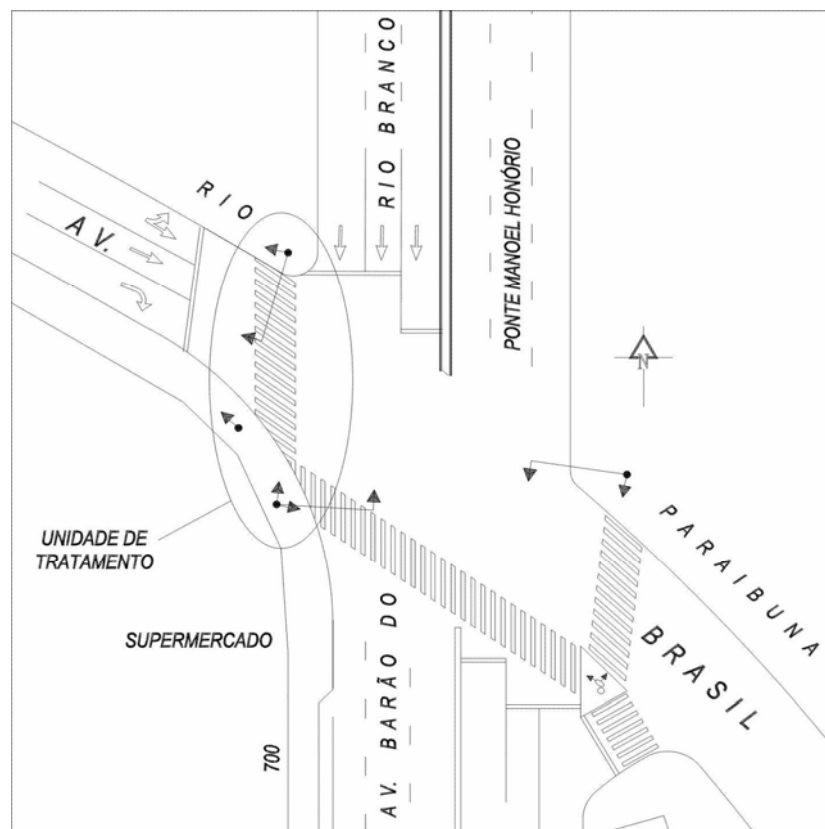 RIO BRANCO
RIO
AV.
PONTE MANOEL HONÓRIO
N
PARAIBUNA
UNIDADE DE
TRATAMENTO
BRASIL
SUPERMERCADO
AV. BARÃO DO
700